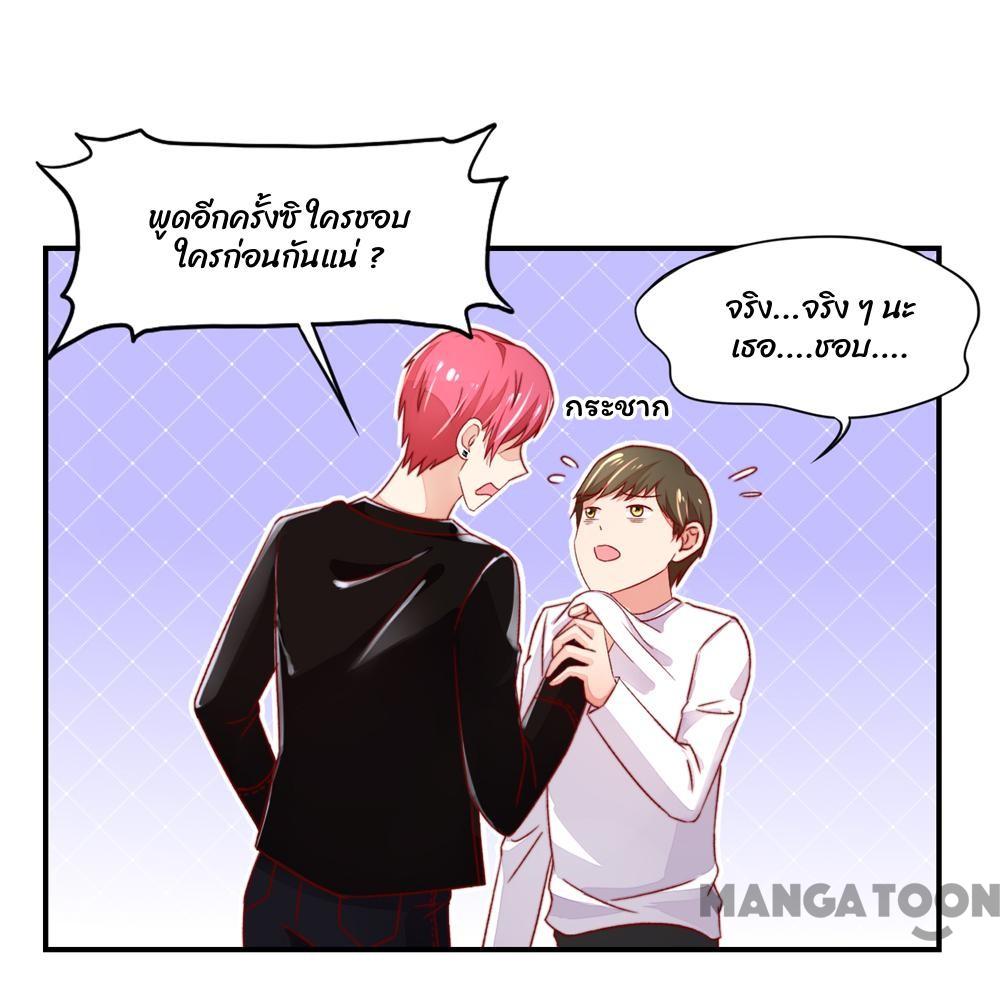 พูดอีกครั้งซิ ใครชอบ
ใครก่อนกันแน่ ?
จริง...จริง ๆ นะ
เธอ....ชอบ....
กระชาก
MANGATOON